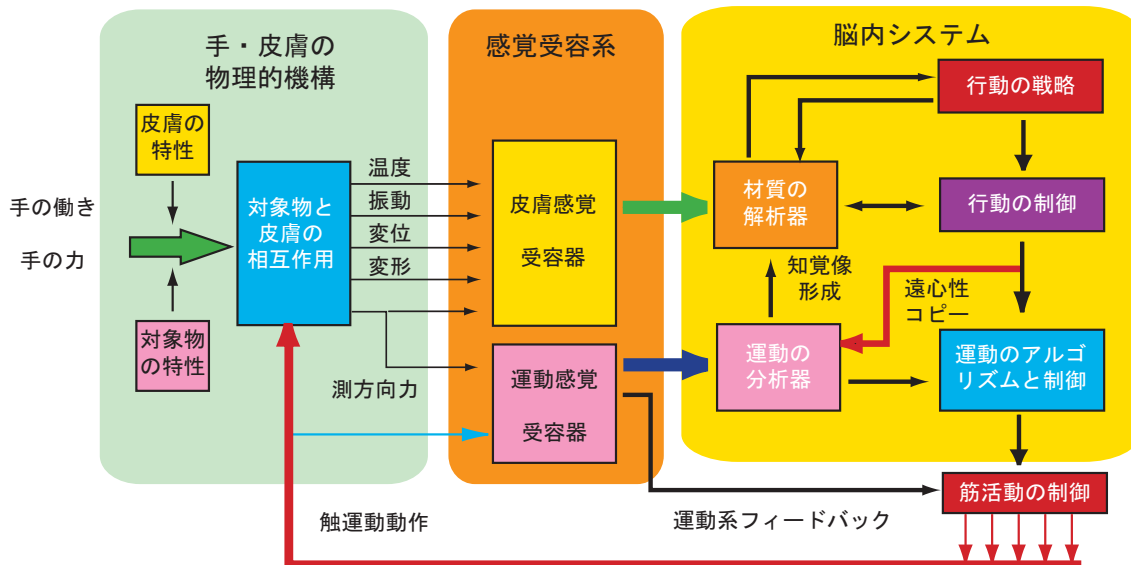 手・皮膚の
物理的機構
皮膚の
特性
手の働き
手の力
対象物
の特性
対象物と
皮膚の
相互作用
温度
振動
変位
変形
測方向力
触運動動作
感覚受容系
皮膚感覚
受容器
運動感覚
受容器
運動系フィードバック
脳内システム
行動の戦略
材質の
解析器
行動の制御
知覚像
形成
遠心性
コピー
運動の
分析器
運動のアルゴ
リズムと制御
筋活動の制御